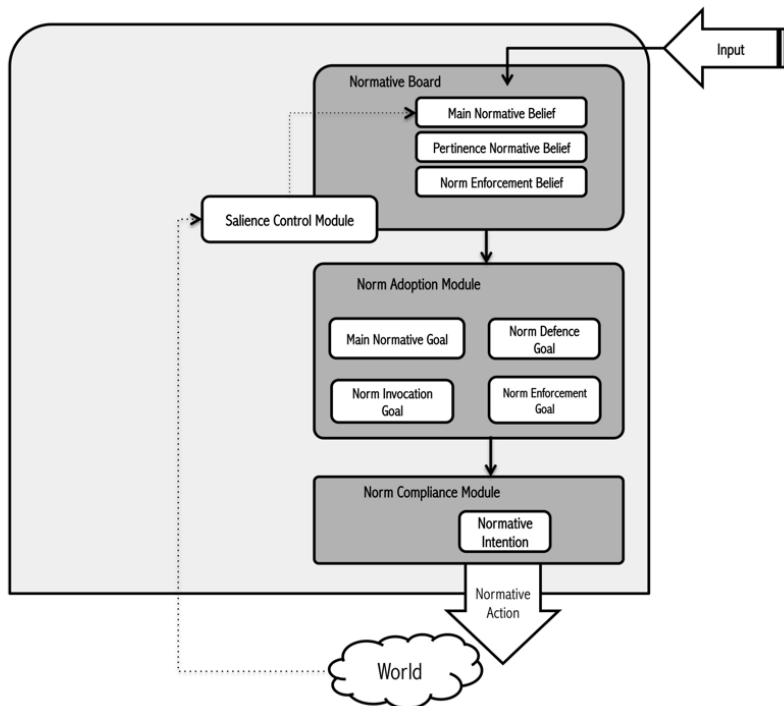 Input
Normative Board
Main Normative Belief
Pertinence Normative Belief
Norm Enforcement Belief
Salience Control Module
Norm Adoption Module
Main Normative Goal
Norm Defence
Goal
Norm Invocation
Goal
Norm Enforcement
Goal
Norm Compliance Module
Normative
Intention
Normative
Action
World